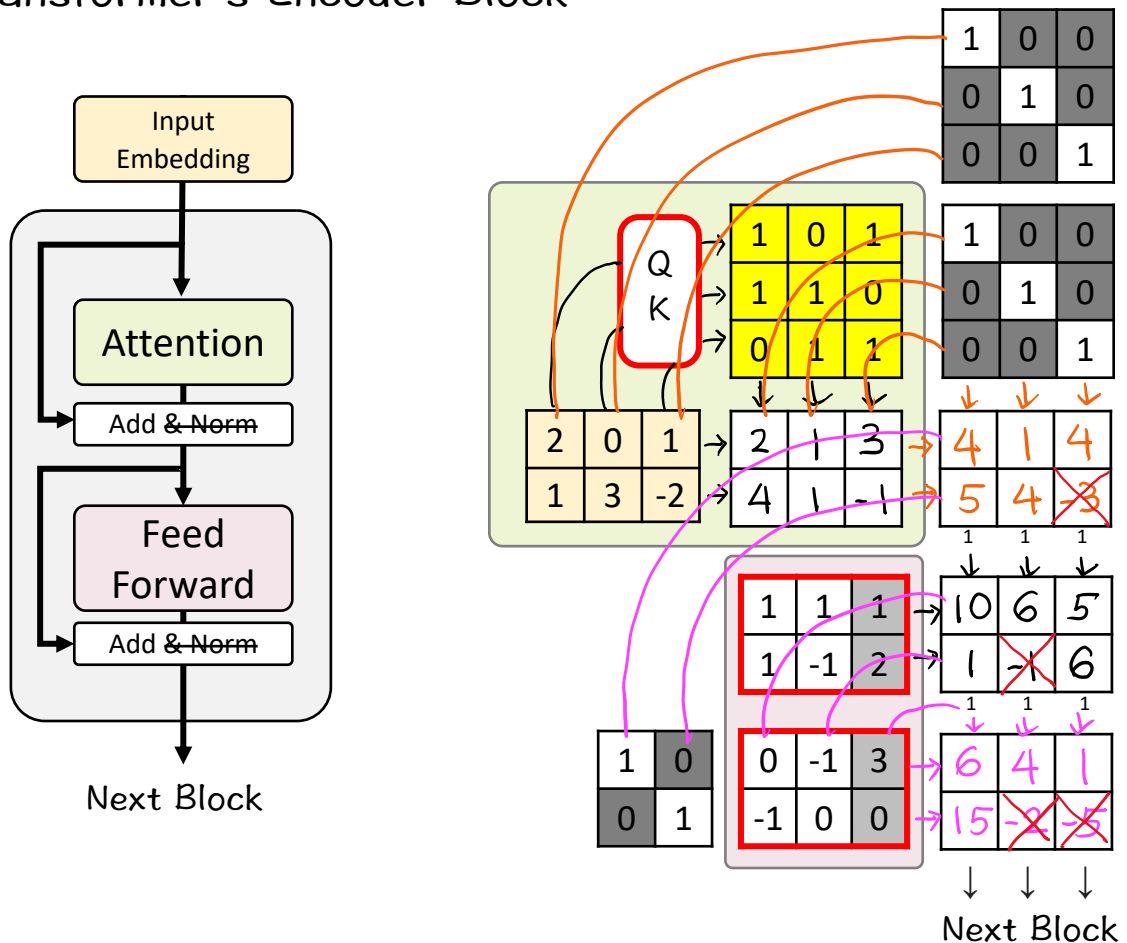 Transformer's Encoder Block
Input
Embedding
Attention
Add & Norm
Feed
Forward
Add & Norm
Next Block
1 0 0
0 1 0
0 0 1
Q
K
1 0 1
1 1 0
0 1 1
1 0 0
0 1 0
0 0 1
2 0 1
1 3 -2
2 1 3
4 1 -1
4 1 4
5 4 -3
1 1 1
1 1 1
1 -1 2
10 6 5
1 -1 6
1 1 1
1 0
0 1
0 -1 3
-1 0 0
6 4 1
15 -2 -5
Next Block